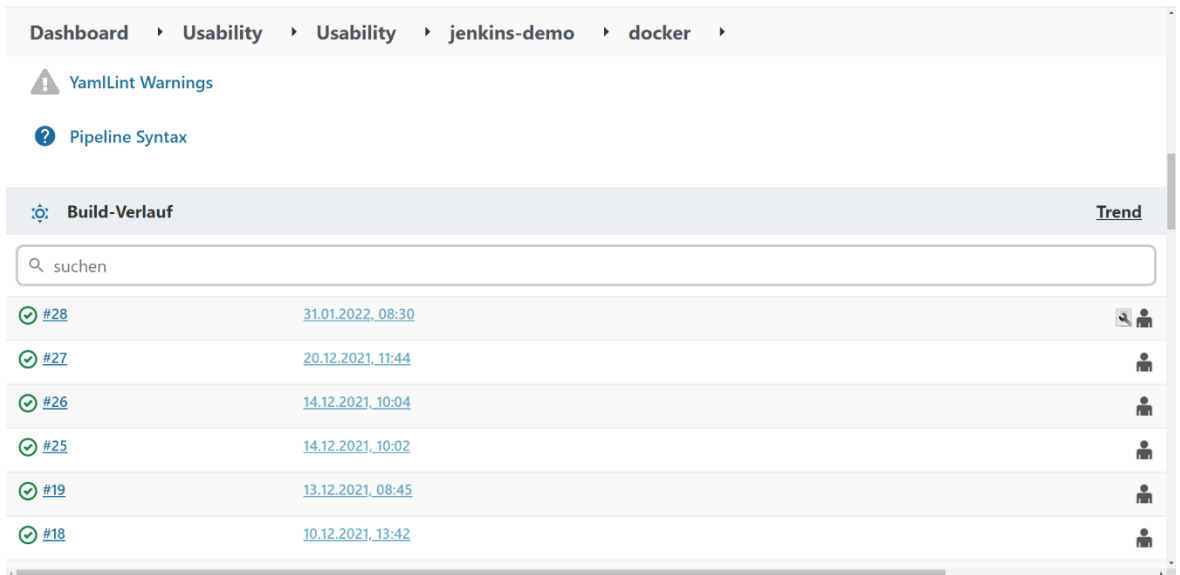 Dashboard Usability Usability jenkins-demo docker
YamlLint Warnings
Pipeline Syntax
Build-Verlauf Trend
suchen
#28 31.01.2022, 08:30
#27 20.12.2021, 11:44
#26 14.12.2021, 10:04
#25 14.12.2021, 10:02
#19 13.12.2021, 08:45
#18 10.12.2021, 13:42